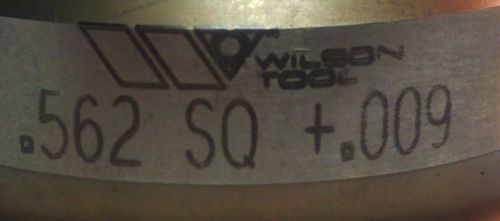 WILSON
TOOL
.562 SQ +.009